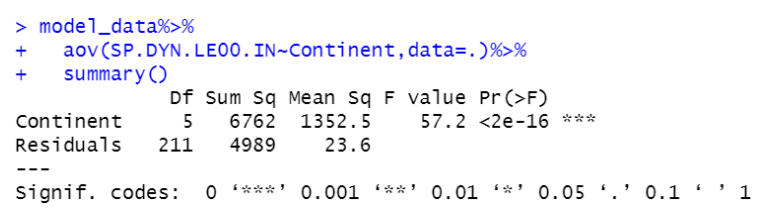 > model_data%>%
+   aov(SP.DYN.LE00.IN~Continent,data=.)%>%
+   summary()
             Df Sum Sq Mean Sq F value Pr(>F)
Continent     5   6762  1352.5    57.2 <2e-16 ***
Residuals   211   4989    23.6
---
Signif. codes:  0 ‘***’ 0.001 ‘**’ 0.01 ‘*’ 0.05 ‘.’ 0.1 ‘ ’ 1